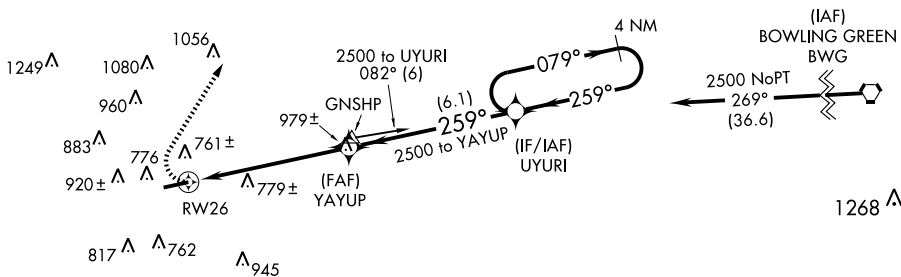 1249
1080
1056
960
883
776
761±
920±
RW26
817
762
945
779±
979±
GNSHP
2500 to UYURI
082° (6)
(FAF)
YAYUP
(6.1)
259°
2500 to YAYUP
079°
4 NM
259°
(IF/IAF)
UYURI
(IAF)
BOWLING GREEN
BWG
2500 NoPT
269°
(36.6)
1268